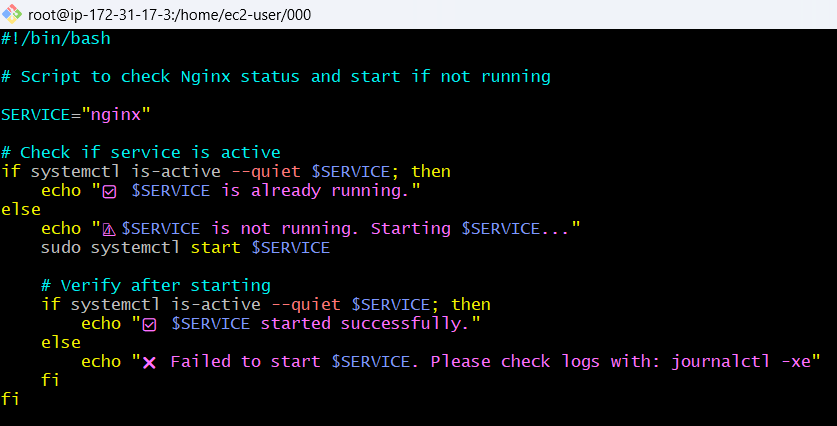 root@ip-172-31-17-3:/home/ec2-user/000
#!/bin/bash

# Script to check Nginx status and start if not running

SERVICE="nginx"

# Check if service is active
if systemctl is-active --quiet $SERVICE; then
    echo "☑ $SERVICE is already running."
else
    echo "⚠ $SERVICE is not running. Starting $SERVICE..."
    sudo systemctl start $SERVICE

    # Verify after starting
    if systemctl is-active --quiet $SERVICE; then
        echo "☑ $SERVICE started successfully."
    else
        echo "❌ Failed to start $SERVICE. Please check logs with: journalctl -xe"
    fi
fi